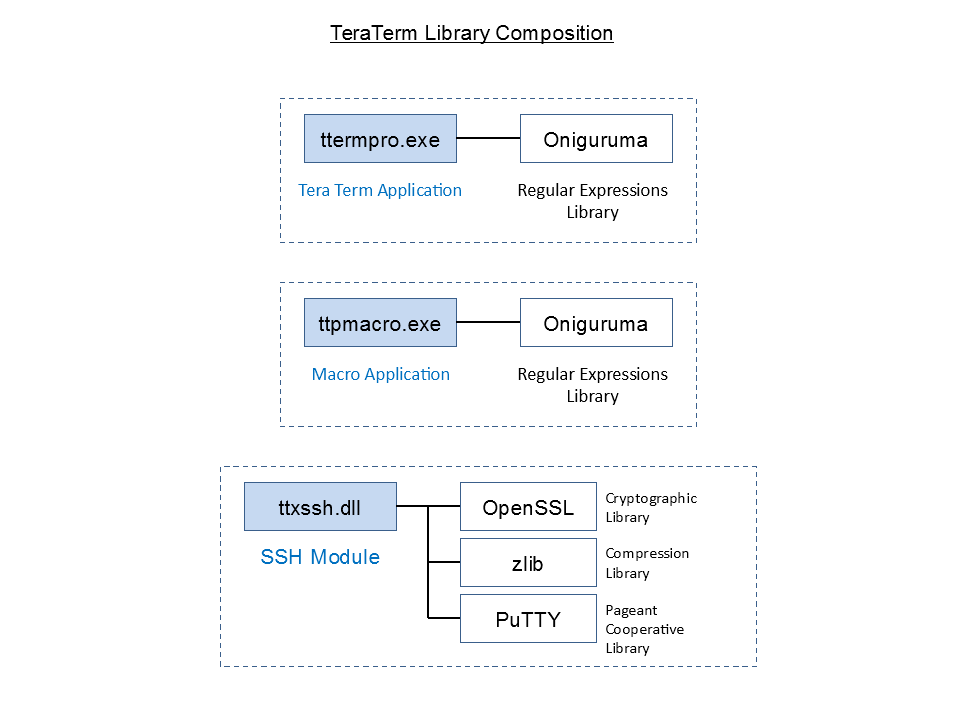 TeraTerm Library Composition
ttermpro.exe
Oniguruma
Tera Term Application
Regular Expressions
Library
ttpmacro.exe
Oniguruma
Macro Application
Regular Expressions
Library
ttxssh.dll
OpenSSL
Cryptographic
Library
SSH Module
zlib
Compression
Library
PuTTY
Pageant
Cooperative
Library